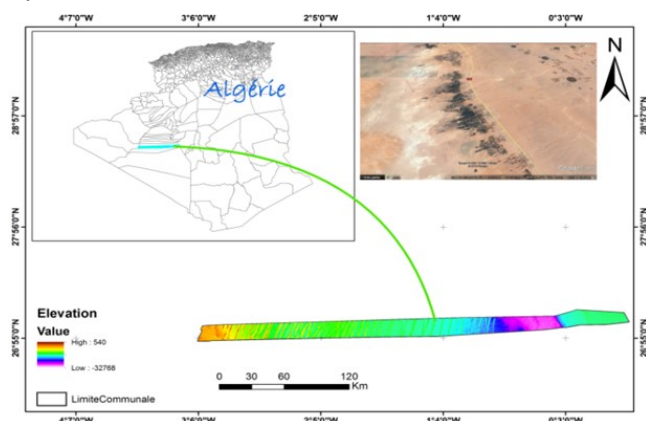 4°7'0"W 3°6'0"W 2°5'0"W 1°4'0"W 0°3'0"W
Algérie
N
28°57'0"N 28°57'0"N
27°56'0"N 27°56'0"N
26°55'0"N 26°55'0"N
Elevation
Value
High : 540
Low : -32768
LimiteCommunale
0 30 60 120
Km
4°7'0"W 3°6'0"W 2°5'0"W 1°4'0"W 0°3'0"W